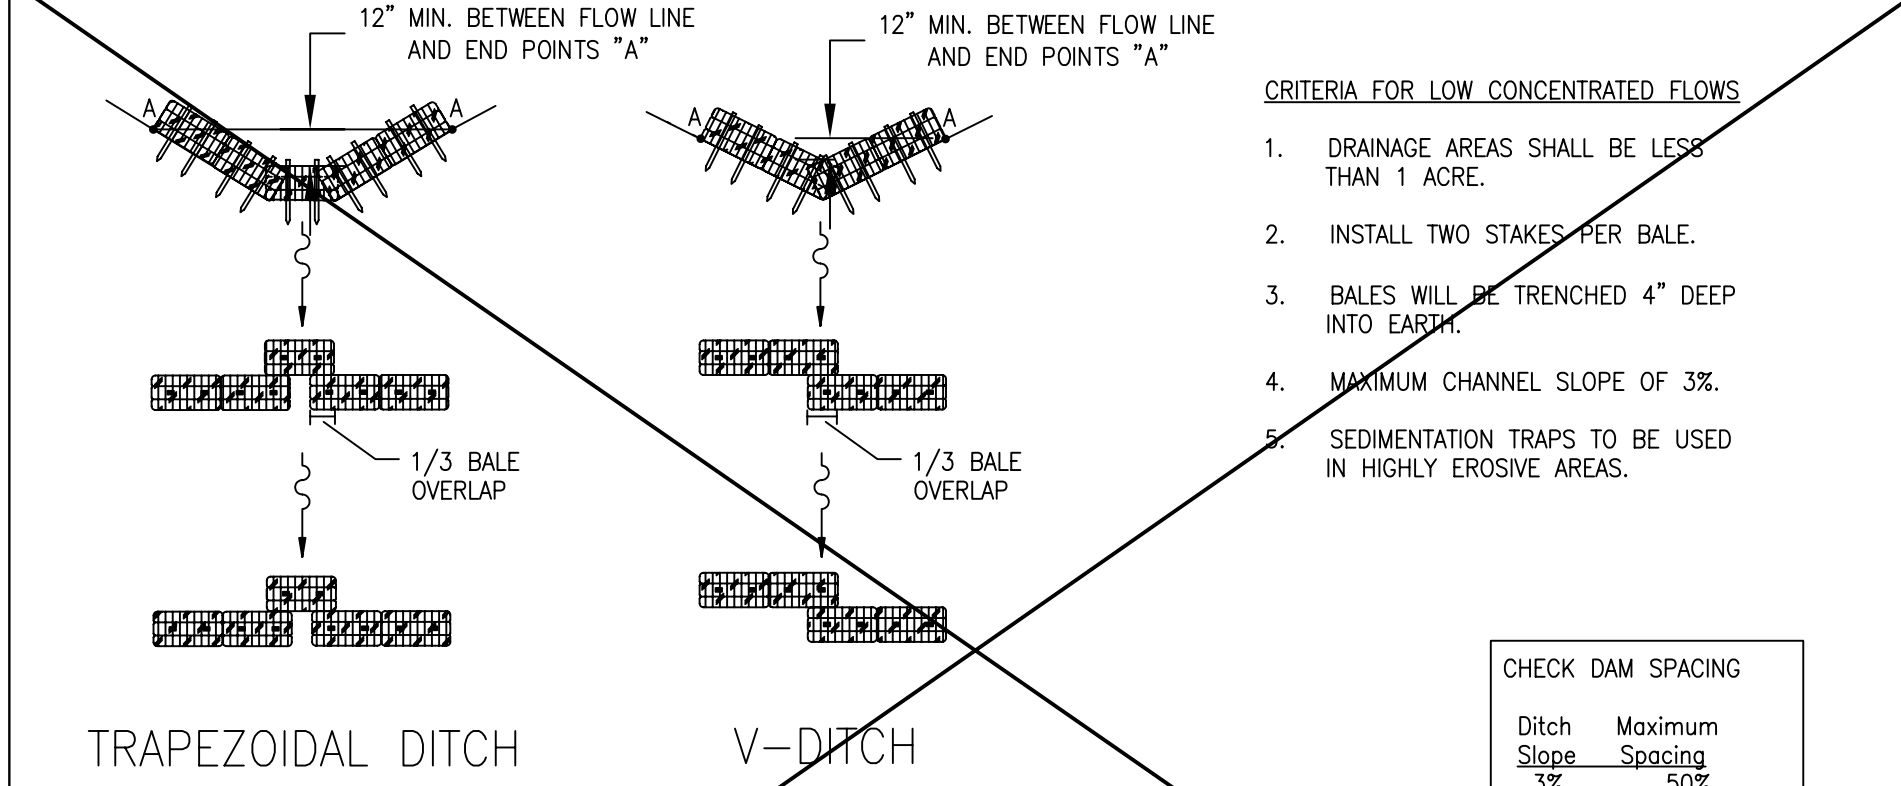 12" MIN. BETWEEN FLOW LINE
AND END POINTS "A"
A
A
1/3 BALE
OVERLAP
TRAPEZOIDAL DITCH
12" MIN. BETWEEN FLOW LINE
AND END POINTS "A"
A
A
1/3 BALE
OVERLAP
V-DITCH
CRITERIA FOR LOW CONCENTRATED FLOWS
1. DRAINAGE AREAS SHALL BE LESS
THAN 1 ACRE.
2. INSTALL TWO STAKES PER BALE.
3. BALES WILL BE TRENCHED 4" DEEP
INTO EARTH.
4. MAXIMUM CHANNEL SLOPE OF 3%.
5. SEDIMENTATION TRAPS TO BE USED
IN HIGHLY EROSIVE AREAS.
CHECK DAM SPACING
Ditch Maximum
Slope Spacing
3% 50%